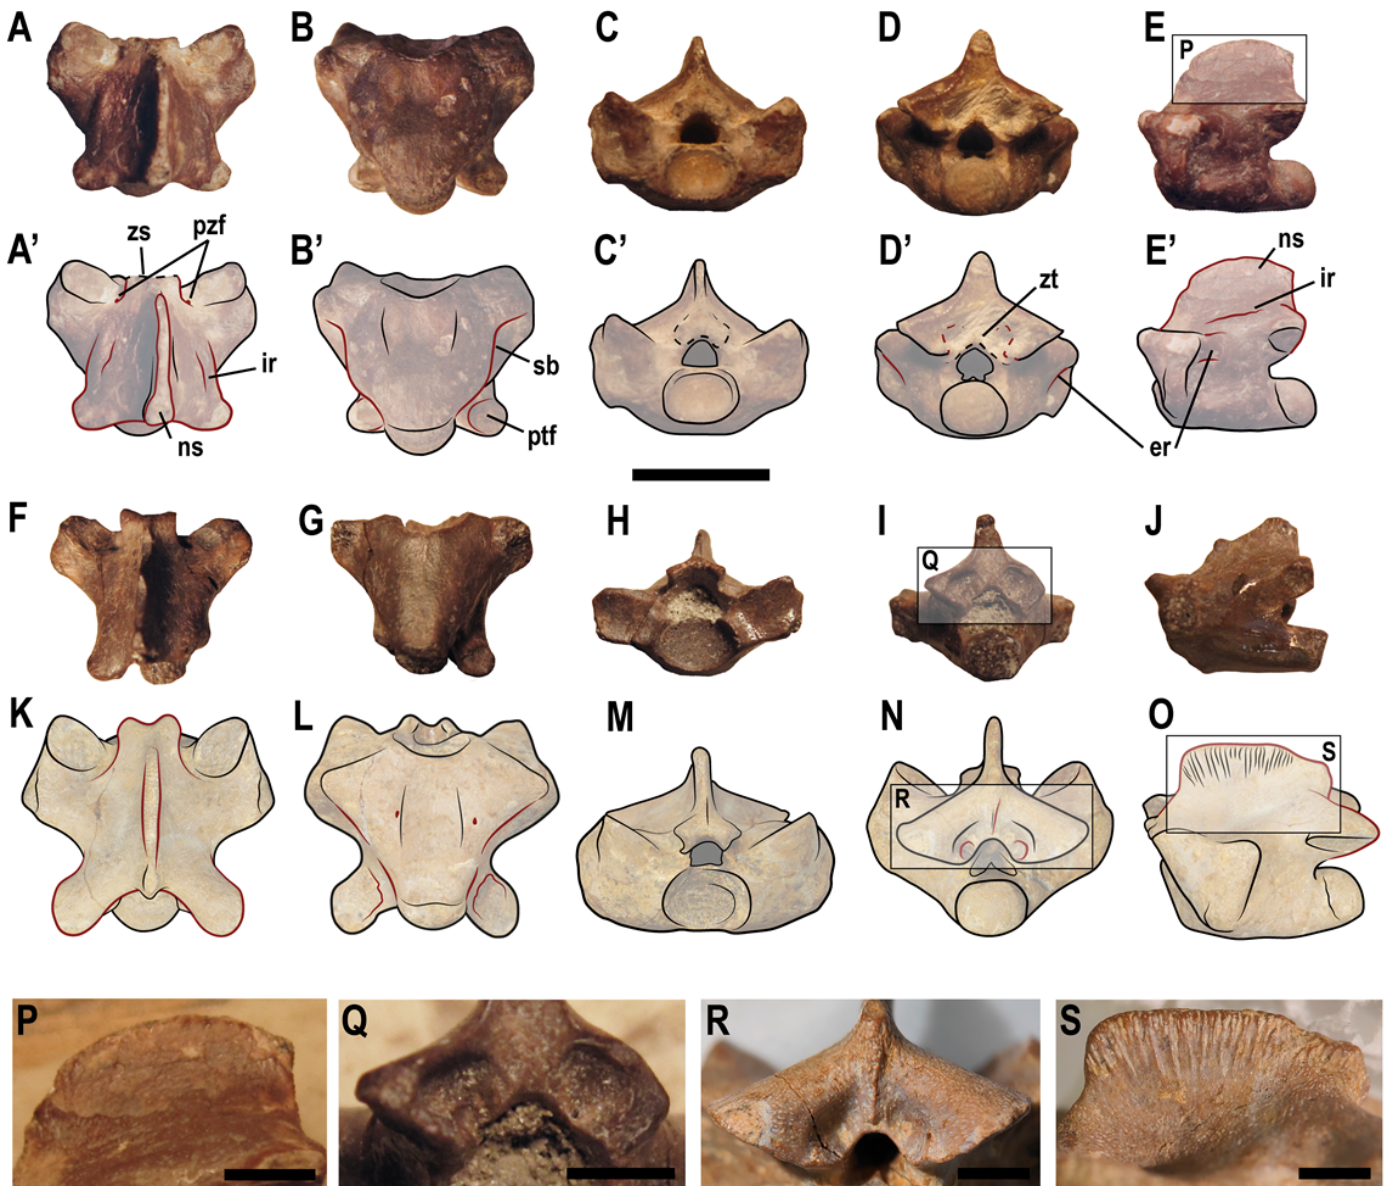 A B C D E
P
A’ B’ C’ D’ E’
zs pzf zt ns
ir
ir sb
ns ptf er
F G H I J
Q
K L M N O
S
R
P Q R S